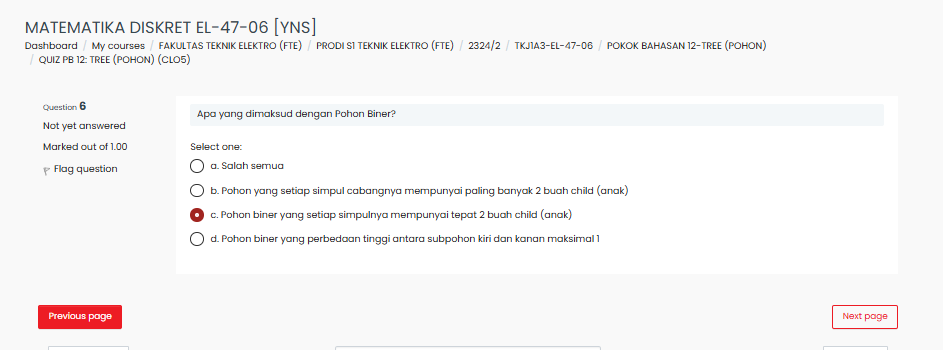 MATEMATIKA DISKRET EL-47-06 [YNS]
Dashboard / My courses / FAKULTAS TEKNIK ELEKTRO (FTE) / PRODI S1 TEKNIK ELEKTRO (FTE) / 2324/2 / TKJ1A3-EL-47-06 / POKOK BAHASAN 12-TREE (POHON)
/ QUIZ PB 12: TREE (POHON) (CLO5)
Question 6
Not yet answered
Marked out of 1.00
Flag question
Apa yang dimaksud dengan Pohon Biner?
Select one:
a. Salah semua
b. Pohon yang setiap simpul cabangnya mempunyai paling banyak 2 buah child (anak)
c. Pohon biner yang setiap simpulnya mempunyai tepat 2 buah child (anak)
d. Pohon biner yang perbedaan tinggi antara subpohon kiri dan kanan maksimal 1
Previous page
Next page